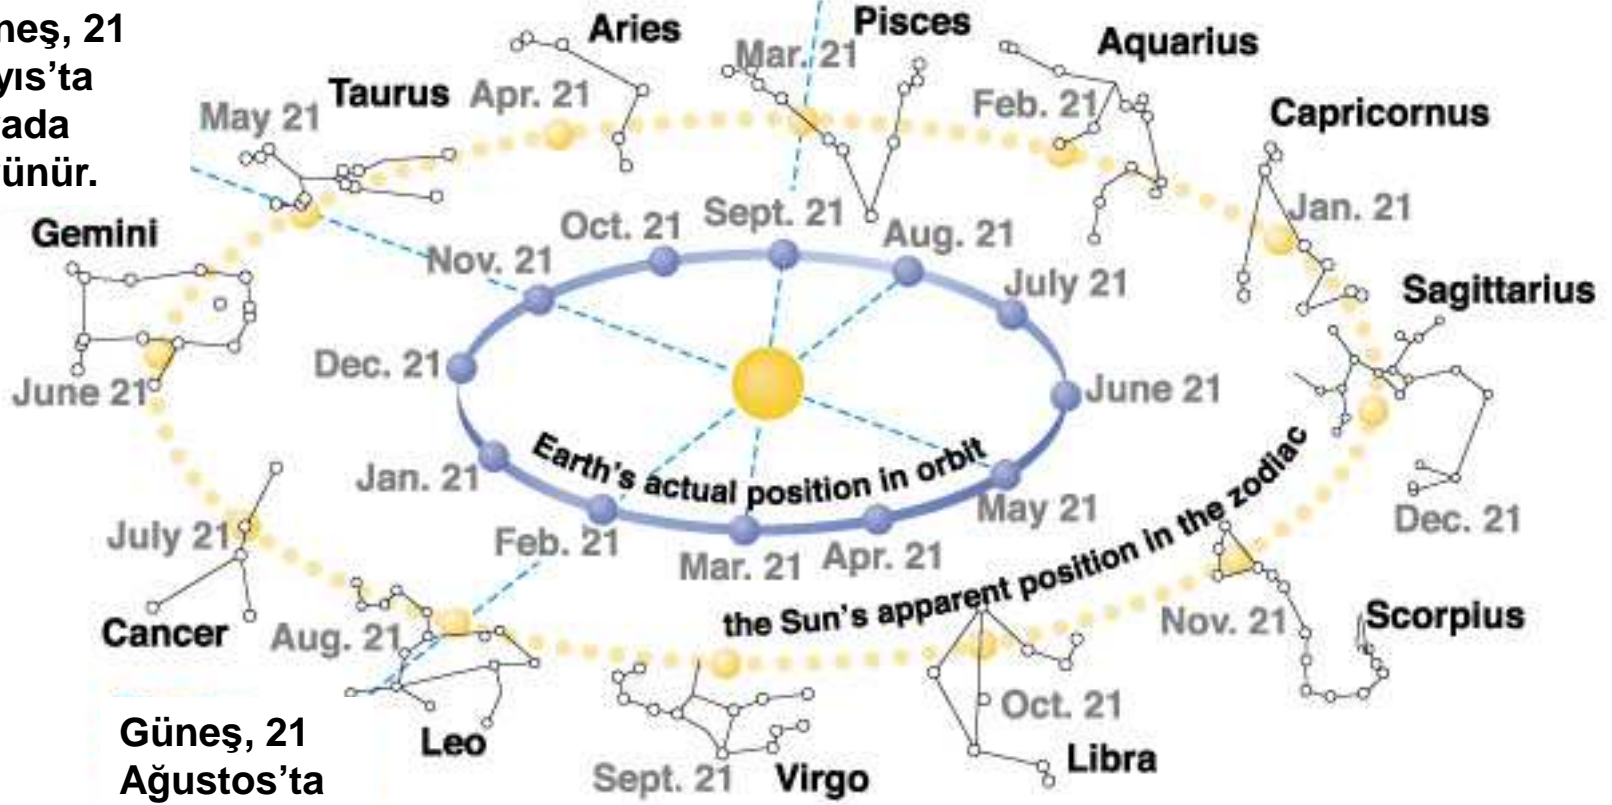 neş, 21
yıs’ta
ada
ünür.
Aries
Pisces
Mar. 21
Aquarius
Taurus
Apr. 21
May 21
Feb. 21
Capricornus
Jan. 21
Gemini
Oct. 21
Sept. 21
Aug. 21
Nov. 21
July 21
Sagittarius
Dec. 21
June 21
June 21
Earth's actual position in orbit
Jan. 21
May 21
Dec. 21
July 21
Feb. 21
Mar. 21
Apr. 21
the Sun's apparent position in the zodiac
Cancer
Aug. 21
Nov. 21
Scorpius
Leo
Oct. 21
Libra
Sept. 21
Virgo
Güneş, 21
Ağustos’ta